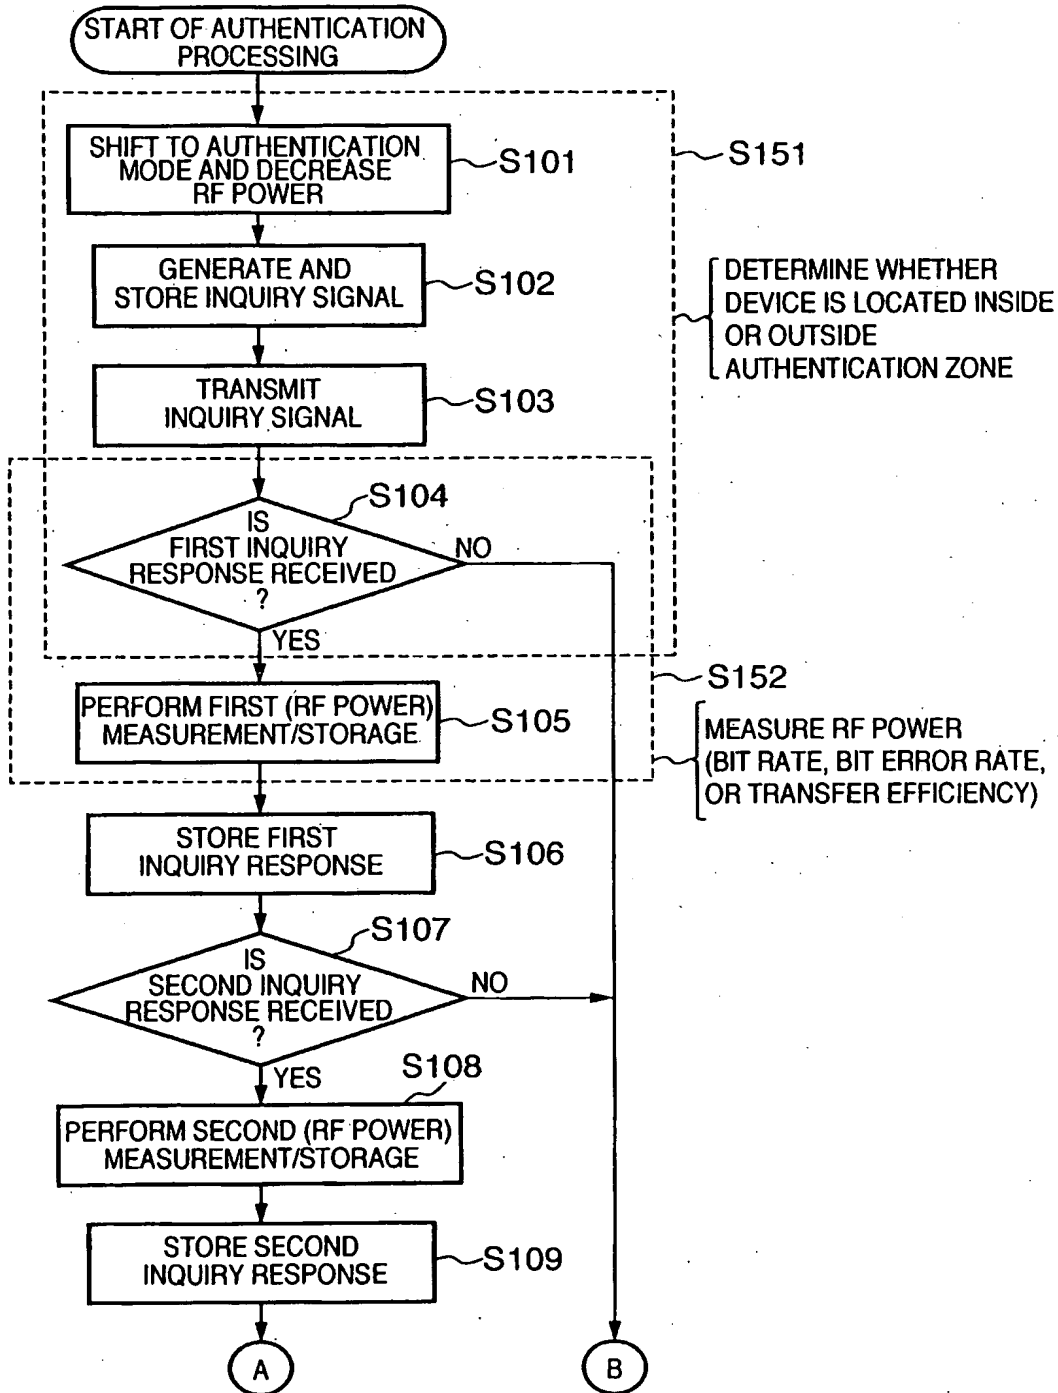 START OF AUTHENTICATION
PROCESSING
SHIFT TO AUTHENTICATION
MODE AND DECREASE
RF POWER
S101
S151
GENERATE AND
STORE INQUIRY SIGNAL
S102
DETERMINE WHETHER
DEVICE IS LOCATED INSIDE
OR OUTSIDE
AUTHENTICATION ZONE
TRANSMIT
INQUIRY SIGNAL
S103
S104
IS
FIRST INQUIRY
RESPONSE RECEIVED
?
NO
YES
S152
PERFORM FIRST (RF POWER)
MEASUREMENT/STORAGE
S105
MEASURE RF POWER
(BIT RATE, BIT ERROR RATE,
OR TRANSFER EFFICIENCY)
STORE FIRST
INQUIRY RESPONSE
S106
S107
IS
SECOND INQUIRY
RESPONSE RECEIVED
?
NO
YES
S108
PERFORM SECOND (RF POWER)
MEASUREMENT/STORAGE
STORE SECOND
INQUIRY RESPONSE
S109
A
B